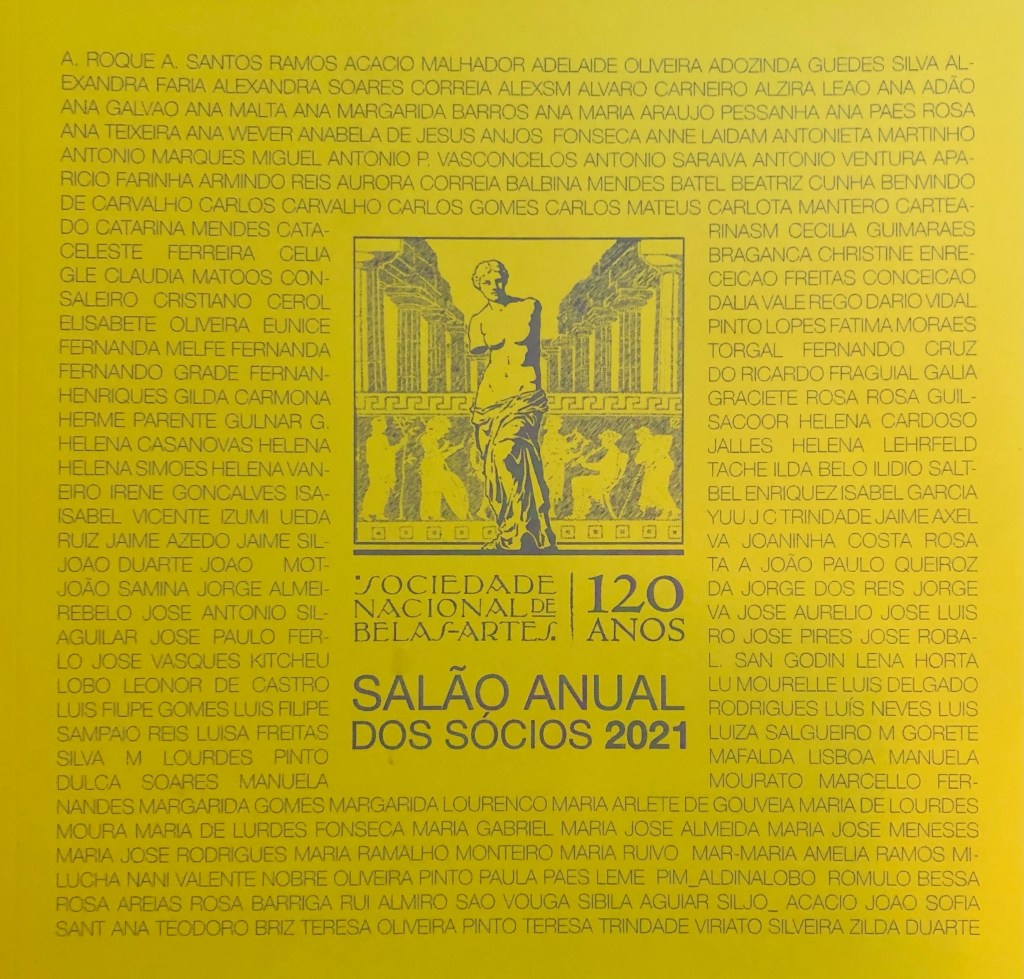 A. ROQUE A. SANTOS RAMOS ACACIO MALHADOR ADELAIDE OLIVEIRA ADOZINDA GUEDES SILVA AL-
EXANDRA FARIA ALEXANDRA SOARES CORREIA ALEXSM ALVARO CARNEIRO ALZIRA LEAO ANA ADÃO
ANA GALVAO ANA MALTA ANA MARGARIDA BARROS ANA MARIA ARAUJO PESSANHA ANA PAES ROSA
ANA TEIXEIRA ANA WEVER ANABELA DE JESUS ANJOS FONSECA ANNE LAIDAM ANTONIETA MARTINHO
ANTONIO MARQUES MIGUEL ANTONIO P. VASCONCELOS ANTONIO SARAIVA ANTONIO VENTURA APA-
RICIO FARINHA ARMINDO REIS AURORA CORREIA BALBINA MENDES BATEL BEATRIZ CUNHA BENVINDO
DE CARVALHO CARLOS CARVALHO CARLOS GOMES CARLOS MATEUS CARLOTA MANTERO CARTEA-
DO CATARINA MENDES CATA- RINASM CECILIA GUIMARAES
CELESTE FERREIRA CELIA BRAGANCA CHRISTINE ENRE-
GLE CLAUDIA MATOOS CON- CEICAO FREITAS CONCEICAO
SALEIRO CRISTIANO CEROL DALIA VALE REGO DARIO VIDAL
ELISABETE OLIVEIRA EUNICE PINTO LOPES FATIMA MORAES
FERNANDA MELFE FERNANDA TORGAL FERNANDO CRUZ
FERNANDO GRADE FERNAN- DO RICARDO FRAGUIAL GALIA
HENRIQUES GILDA CARMONA GRACIETE ROSA ROSA GUIL-
HERME PARENTE GULNAR G. SACOOR HELENA CARDOSO
HELENA CASANOVAS HELENA JALLES HELENA LEHRFELD
HELENA SIMOES HELENA VAN- TACHE ILDA BELO ILIDIO SALT-
EIRO IRENE GONCALVES ISA- BEL ENRIQUEZ ISABEL GARCIA
ISABEL VICENTE IZUMI UEDA YUU J C TRINDADE JAIME AXEL
RUIZ JAIME AZEDO JAIME SIL- VA JOANINHA COSTA ROSA
JOAO DUARTE JOAO MOT- TA A JOÃO PAULO QUEIROZ
JOÃO SAMINA JORGE ALMEI- DA JORGE DOS REIS JORGE
REBELO JOSE ANTONIO SIL- VA JOSE AURELIO JOSE LUIS
AGUILAR JOSE PAULO FER- RO JOSE PIRES JOSE ROBA-
LO JOSE VASQUES KITCHEU L. SAN GODIN LENA HORTA
LOBO LEONOR DE CASTRO LU MOURELLE LUIS DELGADO
LUIS FILIPE GOMES LUIS FILIPE RODRIGUES LUÍS NEVES LUIS
SAMPAIO REIS LUISA FREITAS LUIZA SALGUEIRO M GORETE
SILVA M LOURDES PINTO MAFALDA LISBOA MANUELA
DULCA SOARES MANUELA MOURATO MARCELLO FER-
SOCIEDADE
NACIONAL DE
BELAS-ARTES.
120
ANOS
SALÃO ANUAL
DOS SÓCIOS 2021
NANDES MARGARIDA GOMES MARGARIDA LOURENCO MARIA ARLETE DE GOUVEIA MARIA DE LOURDES
MOURA MARIA DE LURDES FONSECA MARIA GABRIEL MARIA JOSE ALMEIDA MARIA JOSE MENESES
MARIA JOSE RODRIGUES MARIA RAMALHO MONTEIRO MARIA RUIVO MAR-MARIA AMELIA RAMOS MI-
LUCHA NANI VALENTE NOBRE OLIVEIRA PINTO PAULA PAES LEME PIM_ALDINALOBO ROMULO BESSA
ROSA AREIAS ROSA BARRIGA RUI ALMIRO SAO VOUGA SIBILA AGUIAR SILJO_ ACACIO JOAO SOFIA
SANT ANA TEODORO BRIZ TERESA OLIVEIRA PINTO TERESA TRINDADE VIRIATO SILVEIRA ZILDA DUARTE